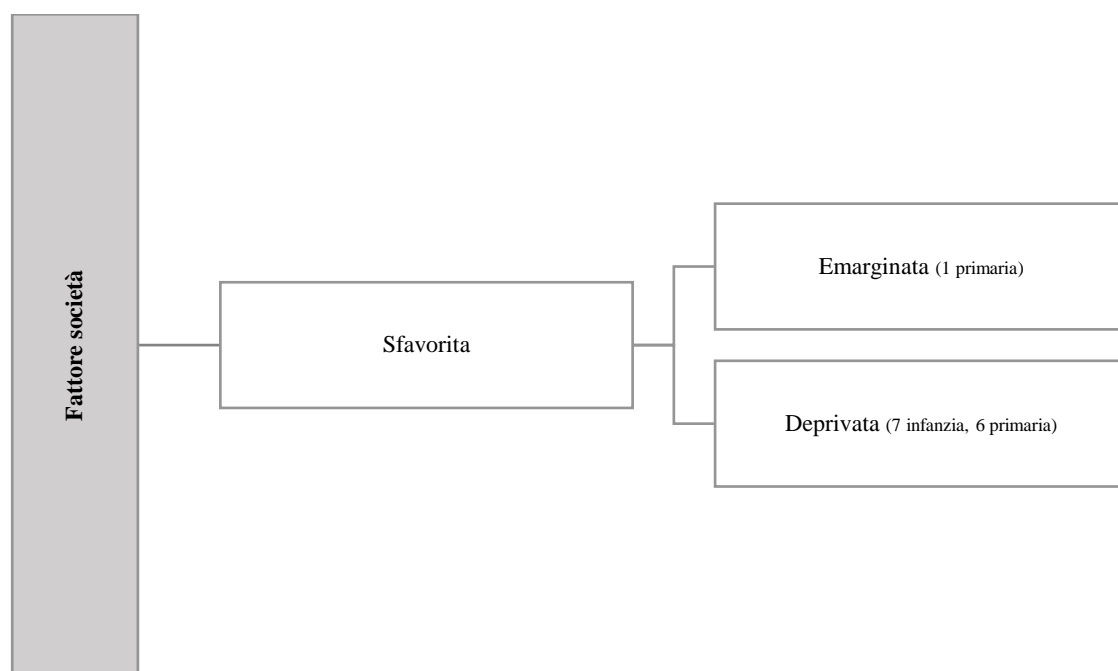 Fattore società
Sfavorita
Emarginata (1 primaria)
Deprivata (7 infanzia, 6 primaria)